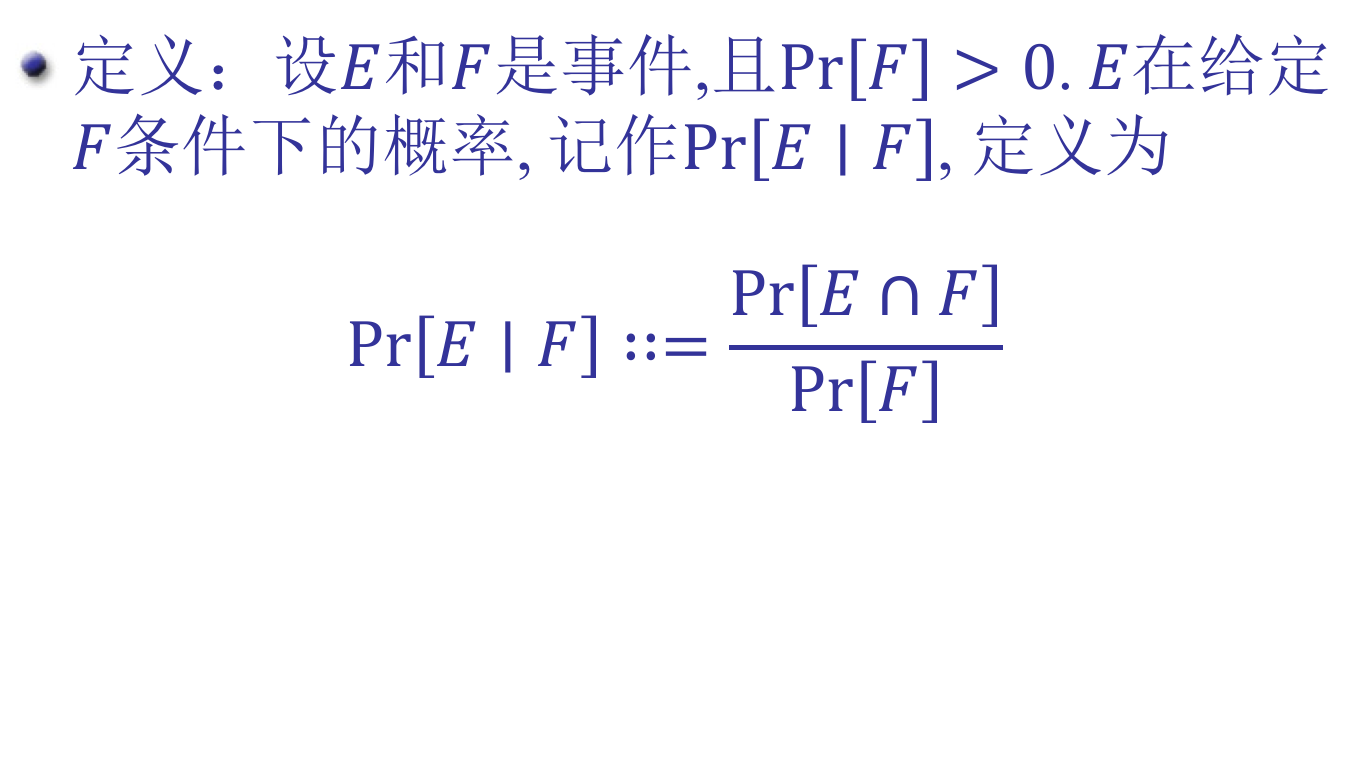 定义： 设E和F是事件,且Pr[F] > 0. E在给定
F条件下的概率, 记作Pr[E ∣ F], 定义为
Pr[E ∣ F] ∷= Pr[E ∩ F] / Pr[F]